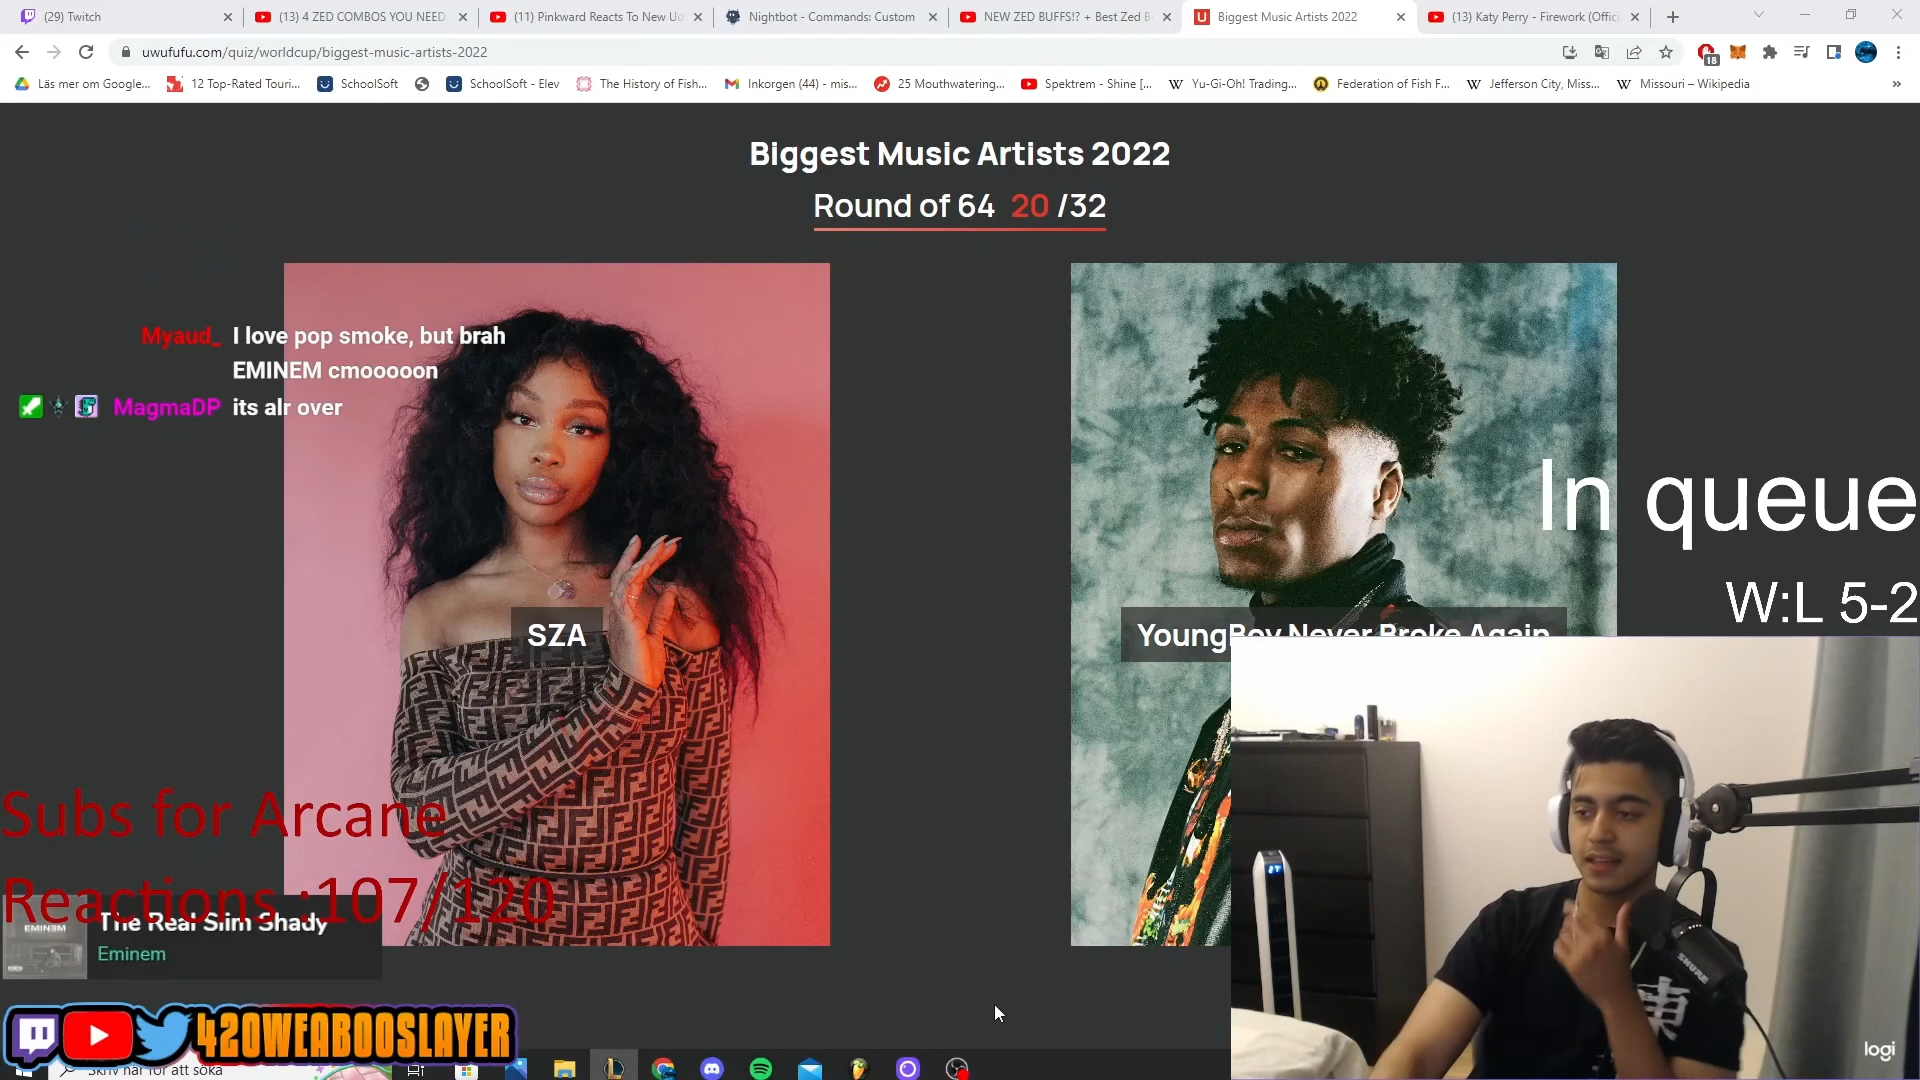 (29) Twitch
(13) 4 ZED COMBOS YOU NEED
(11) Pinkward Reacts To New Ud
Nightbot - Commands: Custom
NEW ZED BUFFS!? + Best Zed B
Biggest Music Artists 2022
(13) Katy Perry - Firework (Offic
uwufufu.com/quiz/worldcup/biggest-music-artists-2022
18
Läs mer om Google...
12 Top-Rated Touri...
SchoolSoft
SchoolSoft - Elev
The History of Fish...
Inkorgen (44) - mis...
25 Mouthwatering...
Spektrem - Shine [...
Yu-Gi-Oh! Trading...
Federation of Fish F...
Jefferson City, Miss...
Missouri – Wikipedia
Biggest Music Artists 2022
Round of 64 20 /32
Myaud_ I love pop smoke, but brah
EMINEM cmooooon
MagmaDP its alr over
In queue
W:L 5-2
SZA
YoungBoy Never Broke Again
Subs for Arcane
Reactions :107/120
EMINEM
The Real Slim Shady
Eminem
SHURE
東
logi
420WEABOOSLAYER
Skriv här för att söka